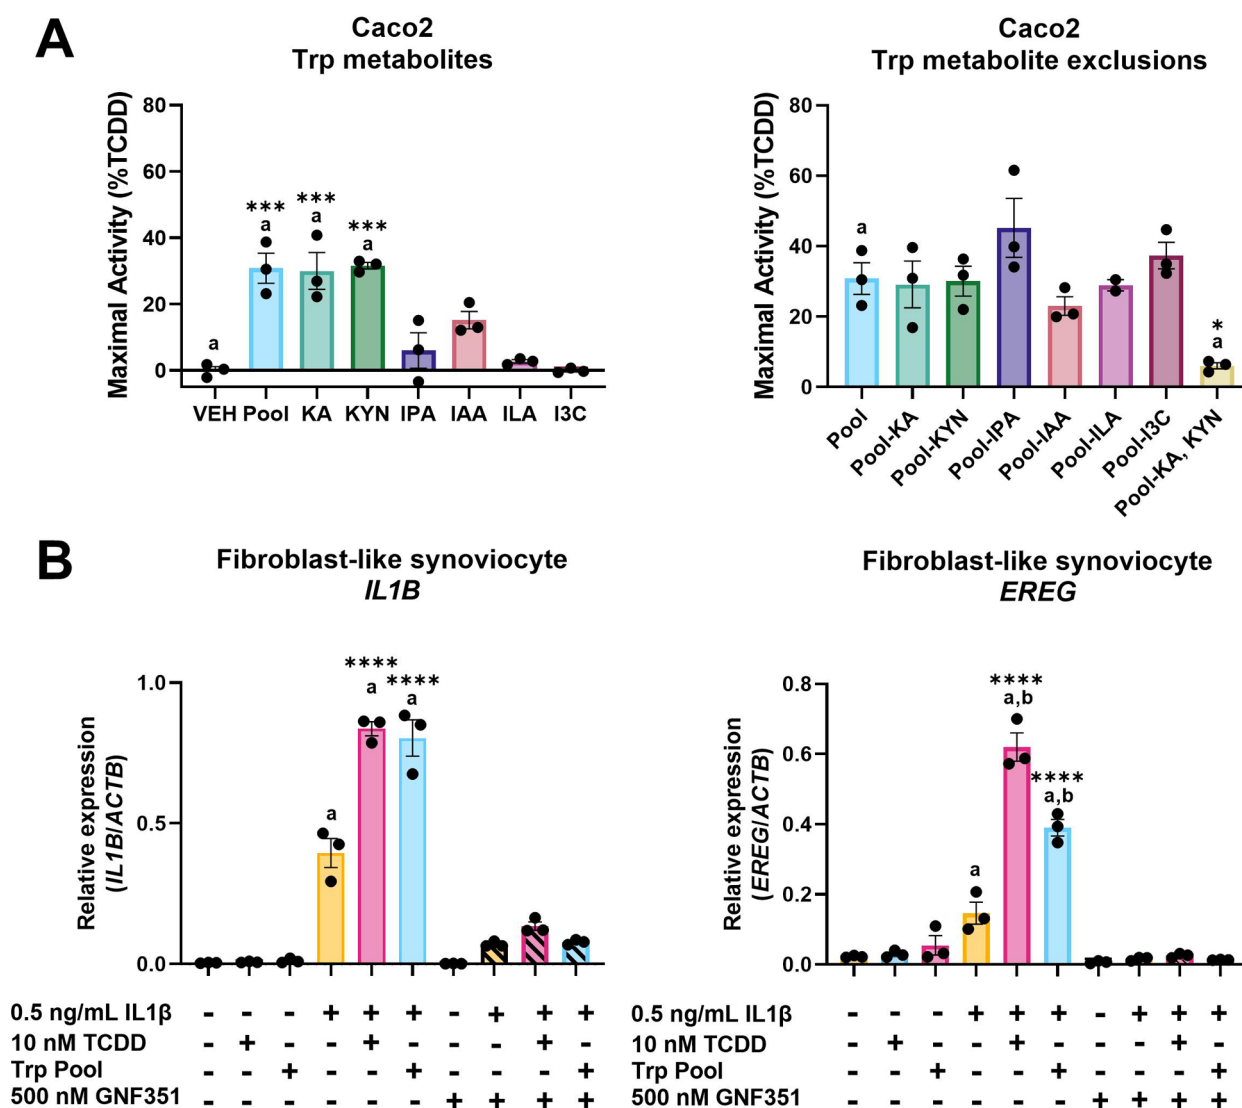 A
Caco2
Trp metabolites
Maximal Activity (%TCDD)
80
60
40
20
0
a
***
a
***
a
***
a
VEH Pool KA KYN IPA IAA ILA I3C
Caco2
Trp metabolite exclusions
Maximal Activity (%TCDD)
80
60
40
20
0
a
*
a
Pool
Pool-KA
Pool-KYN
Pool-IPA
Pool-IAA
Pool-ILA
Pool-I3C
Pool-KA, KYN
B
Fibroblast-like synoviocyte
IL1B
Relative expression
(IL1B/ACTB)
1.0
0.5
0.0
a
****
a
****
a
0.5 ng/mL IL1β - - - + + + - + + +
10 nM TCDD - + - - + - - - + -
Trp Pool - - + - - + - - - +
500 nM GNF351 - - - - - - + + + +
Fibroblast-like synoviocyte
EREG
Relative expression
(EREG/ACTB)
0.8
0.6
0.4
0.2
0.0
a
****
a,b
****
a,b
0.5 ng/mL IL1β - - - + + + - + + +
10 nM TCDD - + - - + - - - + -
Trp Pool - - + - - + - - - +
500 nM GNF351 - - - - - - + + + +